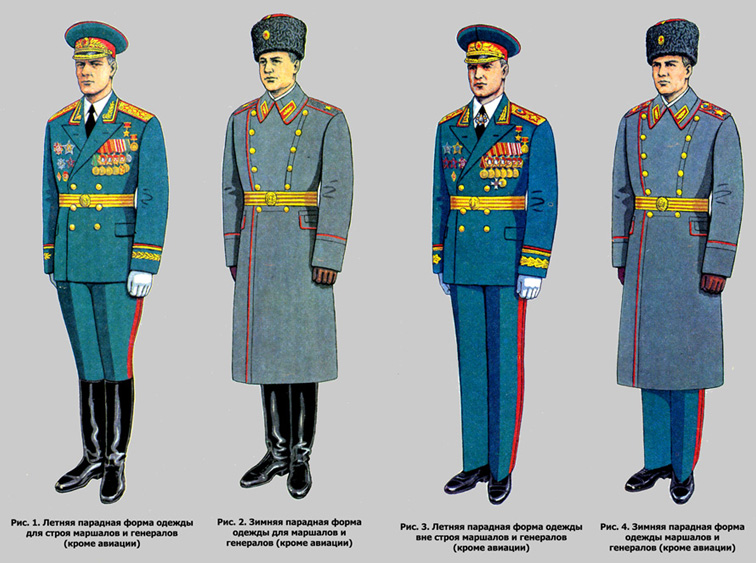 Рис. 1. Летняя парадная форма одежды
для строя маршалов и генералов
(кроме авиации)
Рис. 2. Зимняя парадная форма
одежды для маршалов и
генералов (кроме авиации)
Рис. 3. Летняя парадная форма одежды
вне строя маршалов и генералов
(кроме авиации)
Рис. 4. Зимняя парадная форма
одежды маршалов и
генералов (кроме авиации)